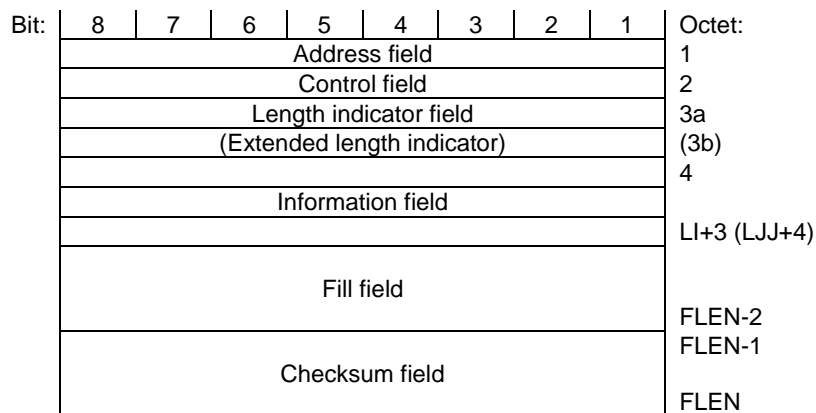 Bit: 8 7 6 5 4 3 2 1 Octet:
Address field 1
Control field 2
Length indicator field 3a
(Extended length indicator) (3b)
4
Information field
LI+3 (LJJ+4)
Fill field
FLEN-2
FLEN-1
Checksum field
FLEN